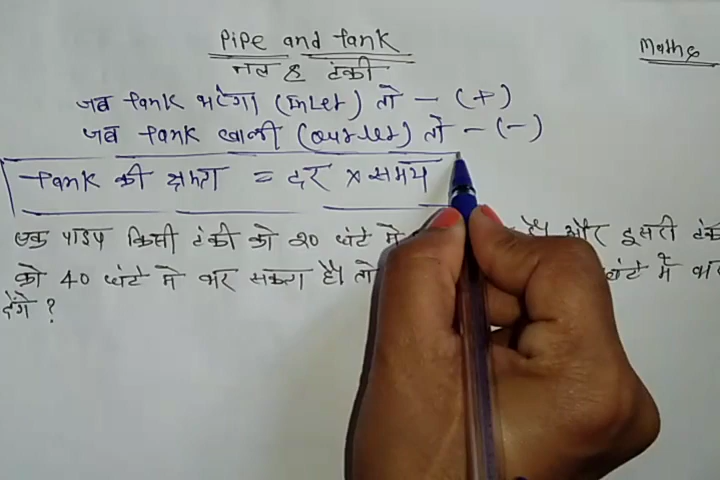 Pipe and tank
Maths
नल & टंकी
जब tank भरेगा (Inlet) तो - (+)
जब tank खाली (Outlet) तो - (-)
tank की क्षमता = दर × समय
एक पाइप किसी टंकी को 20 घंटे मे है। और दूसरी
को 40 घंटे मे भर सकता है। तो घंटे में भर
देंगे ?